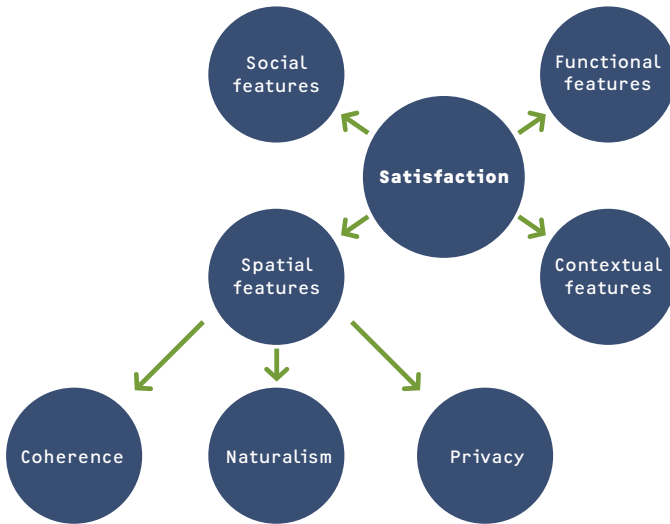 Social
features
Functional
features
Satisfaction
Spatial
features
Contextual
features
Coherence
Naturalism
Privacy